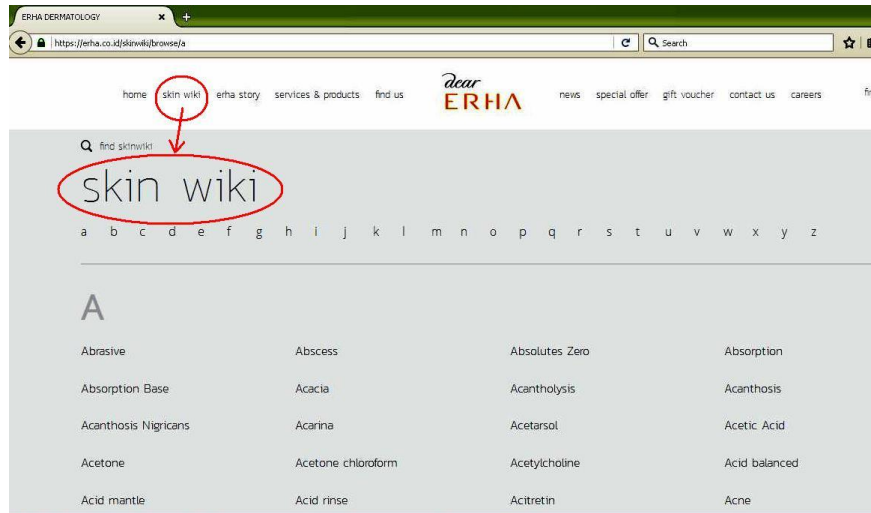 ERHA DERMATOLOGY
https://erha.co.id/skinwiki/browse/a
Search
home skin wiki erha story services & products find us
dear
ERHA
news special offer gift voucher contact us careers
find skinwiki
skin wiki
a b c d e f g h i j k l m n o p q r s t u v w x y z
A
Abrasive Abscess Absolutes Zero Absorption
Absorption Base Acacia Acantholysis Acanthosis
Acanthosis Nigricans Acarina Acetarsol Acetic Acid
Acetone Acetone chloroform Acetylcholine Acid balanced
Acid mantle Acid rinse Acitretin Acne